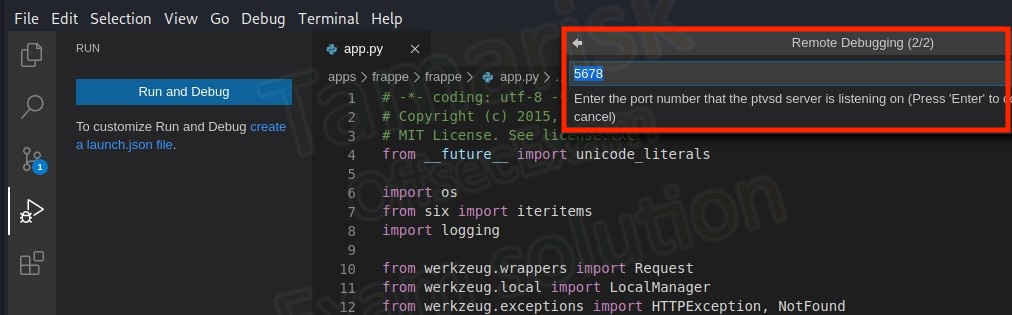 File Edit Selection View Go Debug Terminal Help
RUN
Run and Debug
To customize Run and Debug create
a launch.json file.
1
app.py
apps › frappe › frappe › app.py › ...
1 # -*- coding: utf-8 -
2 # Copyright (c) 2015,
3 # MIT License. See license.txt
4 from __future__ import unicode_literals
5
6 import os
7 from six import iteritems
8 import logging
9
10 from werkzeug.wrappers import Request
11 from werkzeug.local import LocalManager
12 from werkzeug.exceptions import HTTPException, NotFound
Remote Debugging (2/2)
5678
Enter the port number that the ptvsd server is listening on (Press 'Enter' to
cancel)
Tamarisk
OffsecExam
Exam solution